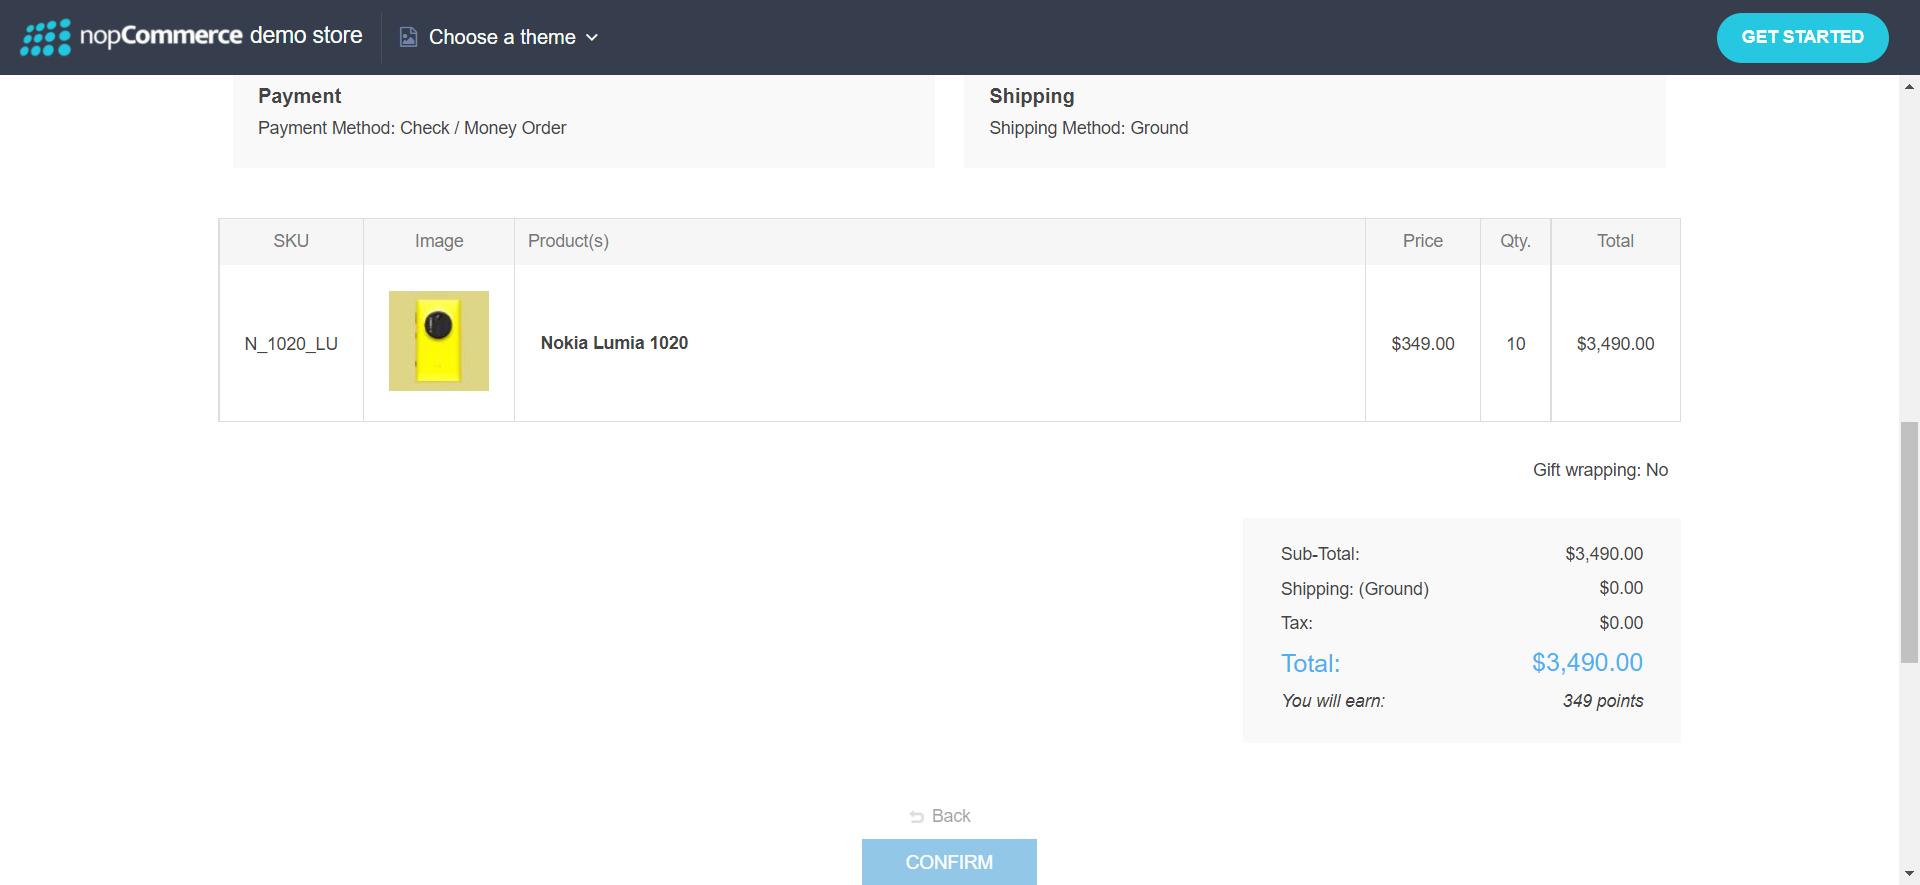 nopCommerce demo store
Choose a theme
GET STARTED
Payment
Payment Method: Check / Money Order
Shipping
Shipping Method: Ground
SKU Image Product(s) Price Qty. Total
N_1020_LU Nokia Lumia 1020 $349.00 10 $3,490.00
Gift wrapping: No
Sub-Total: $3,490.00
Shipping: (Ground) $0.00
Tax: $0.00
Total: $3,490.00
You will earn: 349 points
Back
CONFIRM